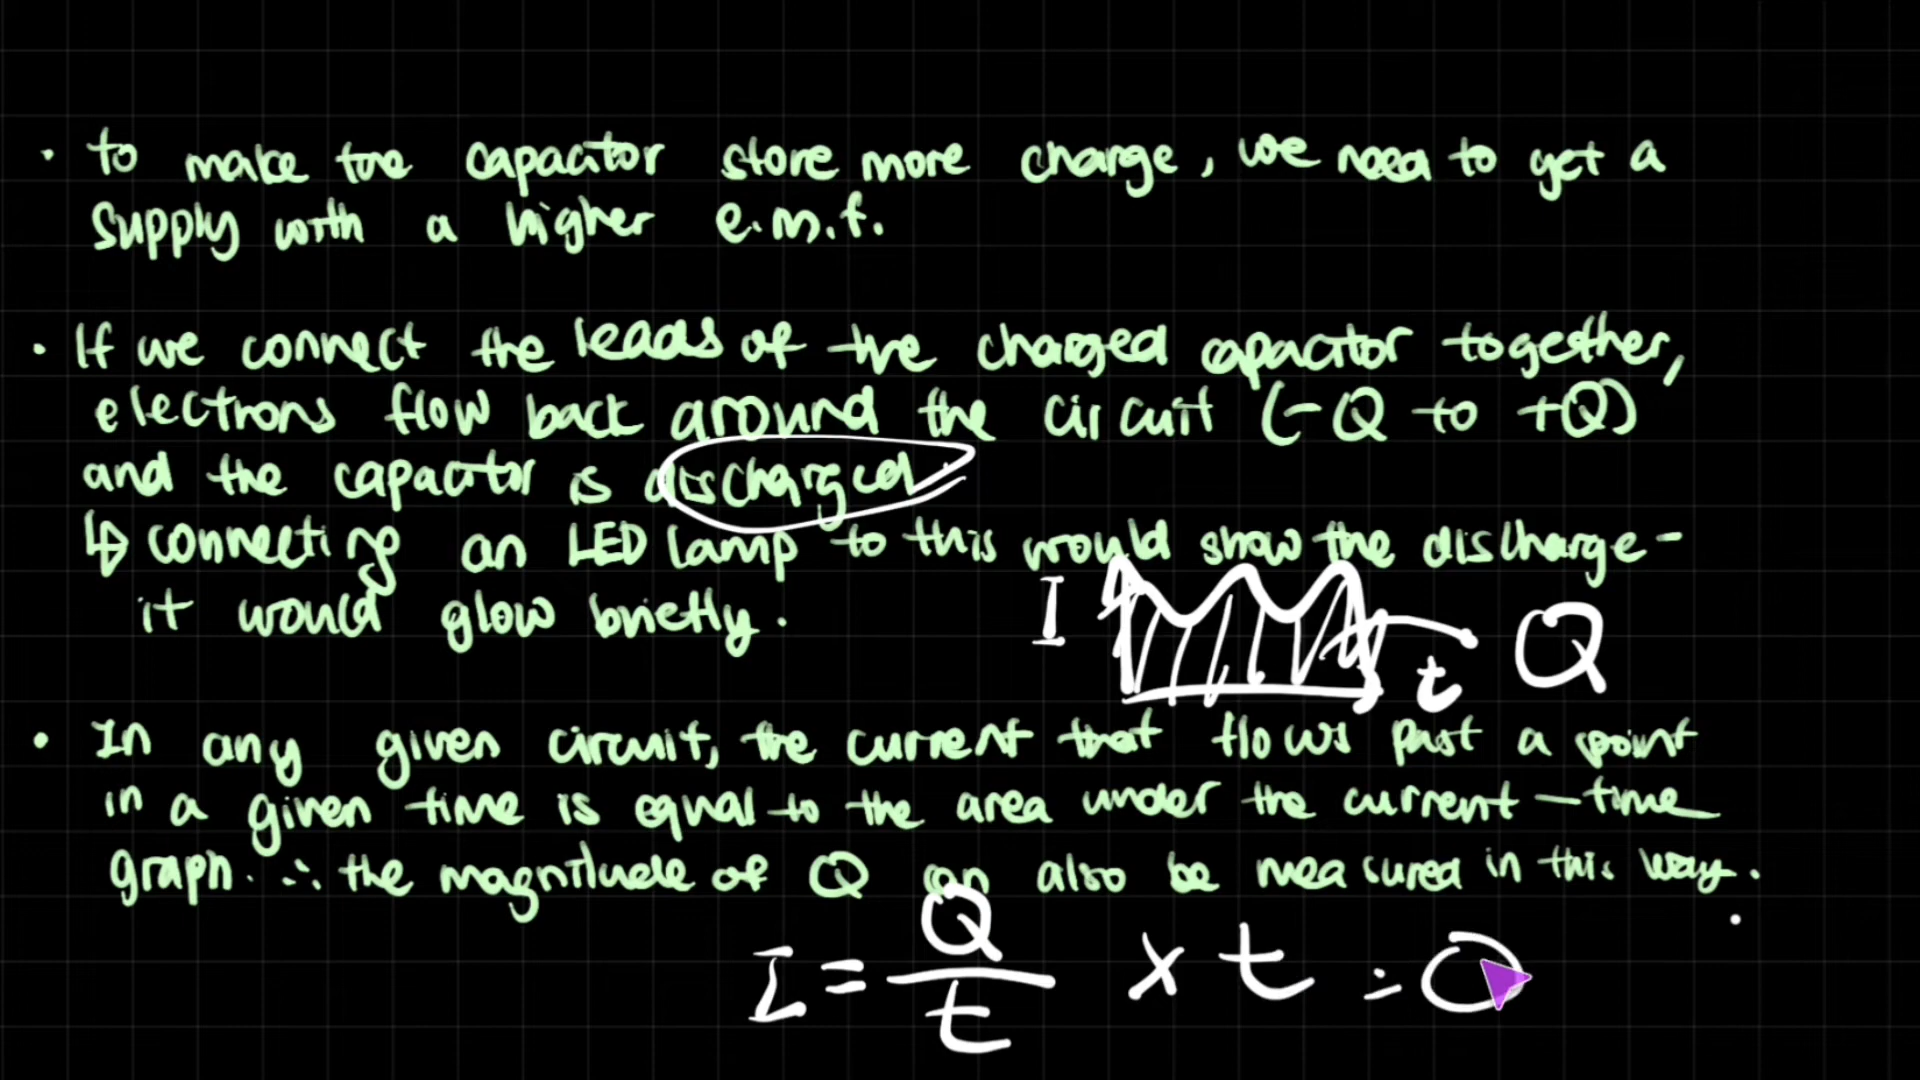 • to make the capacitor store more charge, we need to get a
supply with a higher e.m.f.
• If we connect the leads of the charged capacitor together,
electrons flow back around the circuit (-Q to +Q)
and the capacitor is discharged.
↳ connecting an LED lamp to this would show the discharge -
it would glow briefly.
I t Q
• In any given circuit, the current that flows past a point
in a given time is equal to the area under the current - time
graph. ∴ the magnitude of Q can also be measured in this way.
I = Q/t × t = Q